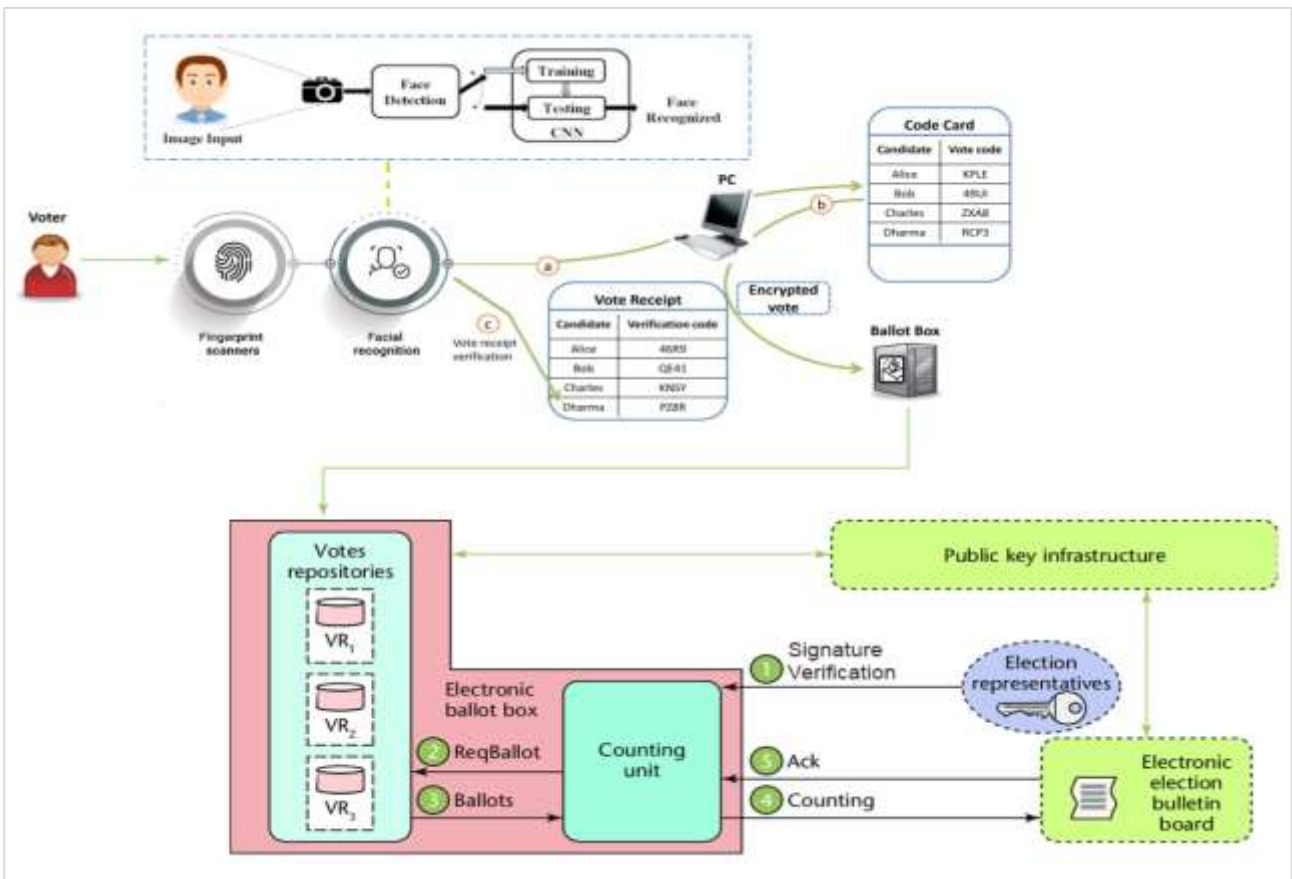 Image Input
Face
Detection
Training
Testing
CNN
Face
Recognized
Voter
Fingerprint
scanners
Facial
recognition
a
PC
b
Code Card
Candidate Vote code
Alice KPLE
Bob
Charles ZXAB
Dharma RCP3
c
Vote receipt
verification
Vote Receipt
Candidate Verification code
Alice
Bob QE41
Charles KNSY
Dharma PZBR
Encrypted
vote
Ballot Box
Votes
repositories
VR1
VR2
VR3
Electronic
ballot box
Counting
unit
Public key infrastructure
1 Signature
Verification
Election
representatives
2 ReqBallot
3 Ballots
5 Ack
4 Counting
Electronic
election
bulletin
board